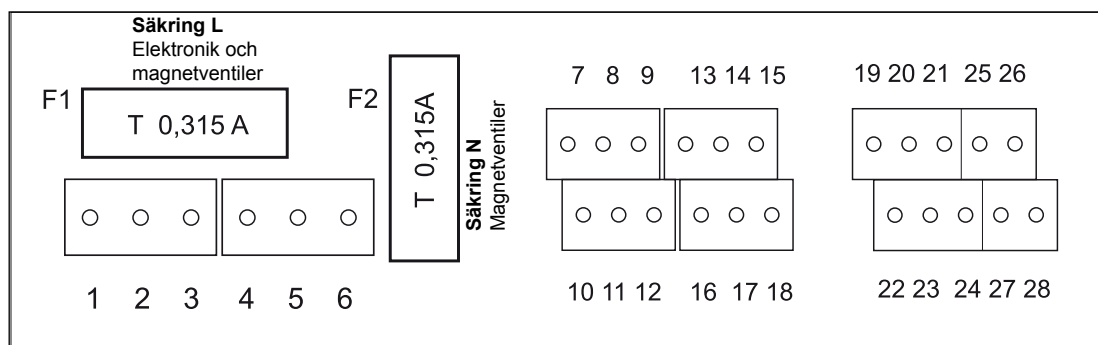 Säkring L
Elektronik och
magnetventiler
F1
T 0,315 A
F2
T 0,315A
Säkring N
Magnetventiler
1 2 3 4 5 6
7 8 9 13 14 15
10 11 12 16 17 18
19 20 21 25 26
22 23 24 27 28